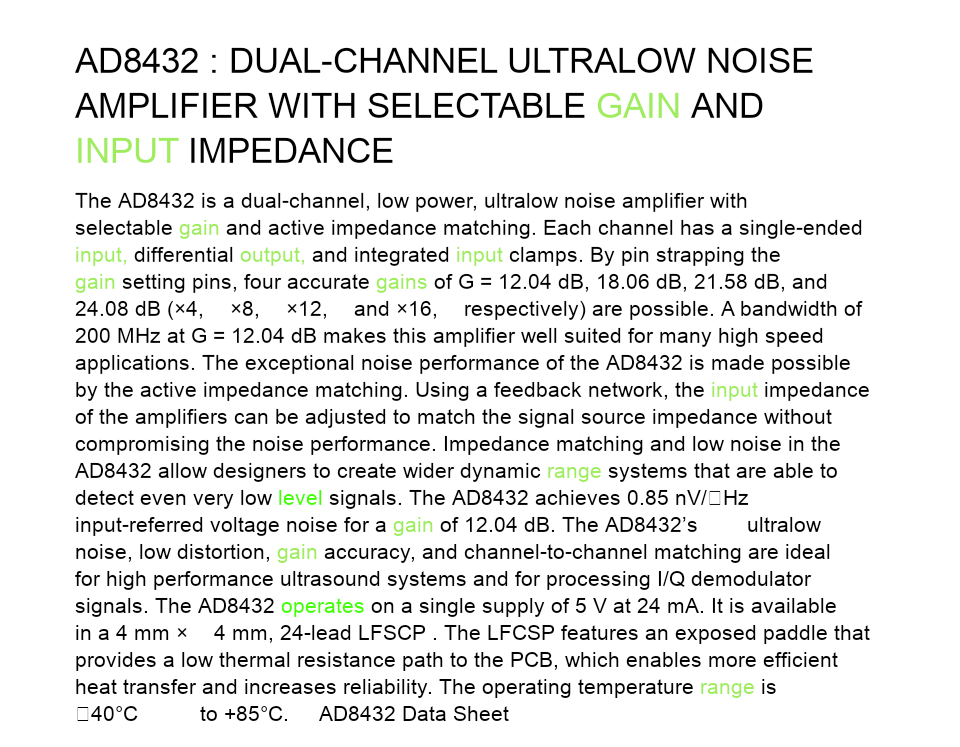 AD8432 : DUAL-CHANNEL ULTRALOW NOISE
AMPLIFIER WITH SELECTABLE GAIN AND
INPUT IMPEDANCE
The AD8432 is a dual-channel, low power, ultralow noise amplifier with
selectable gain and active impedance matching. Each channel has a single-ended
input, differential output, and integrated input clamps. By pin strapping the
gain setting pins, four accurate gains of G = 12.04 dB, 18.06 dB, 21.58 dB, and
24.08 dB (×4, ×8, ×12, and ×16, respectively) are possible. A bandwidth of
200 MHz at G = 12.04 dB makes this amplifier well suited for many high speed
applications. The exceptional noise performance of the AD8432 is made possible
by the active impedance matching. Using a feedback network, the input impedance
of the amplifiers can be adjusted to match the signal source impedance without
compromising the noise performance. Impedance matching and low noise in the
AD8432 allow designers to create wider dynamic range systems that are able to
detect even very low level signals. The AD8432 achieves 0.85 nV/□Hz
input-referred voltage noise for a gain of 12.04 dB. The AD8432’s ultralow
noise, low distortion, gain accuracy, and channel-to-channel matching are ideal
for high performance ultrasound systems and for processing I/Q demodulator
signals. The AD8432 operates on a single supply of 5 V at 24 mA. It is available
in a 4 mm × 4 mm, 24-lead LFSCP . The LFCSP features an exposed paddle that
provides a low thermal resistance path to the PCB, which enables more efficient
heat transfer and increases reliability. The operating temperature range is
□40°C to +85°C. AD8432 Data Sheet